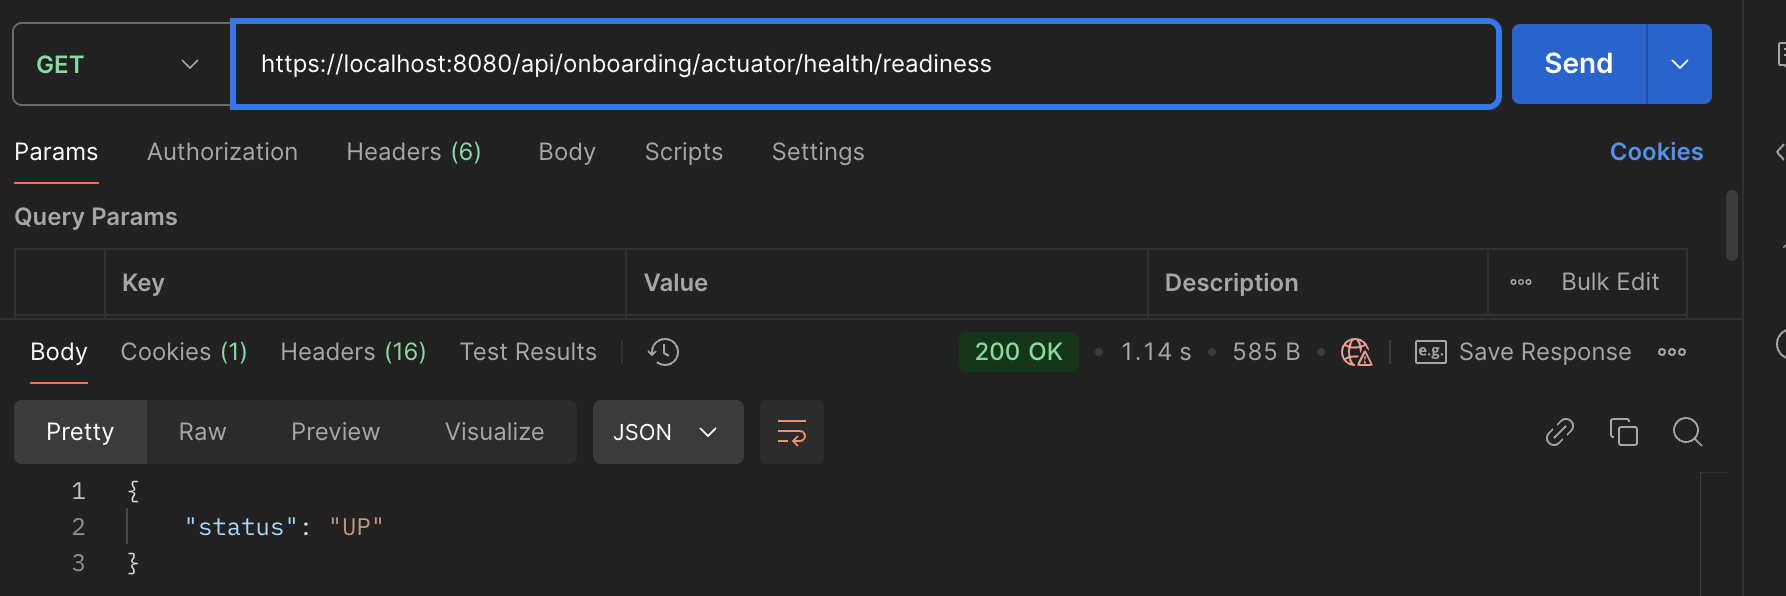 GET https://localhost:8080/api/onboarding/actuator/health/readiness Send
Params Authorization Headers (6) Body Scripts Settings Cookies
Query Params
Key Value Description Bulk Edit
Body Cookies (1) Headers (16) Test Results 200 OK 1.14 s 585 B e.g. Save Response
Pretty Raw Preview Visualize JSON
1 {
2 "status": "UP"
3 }